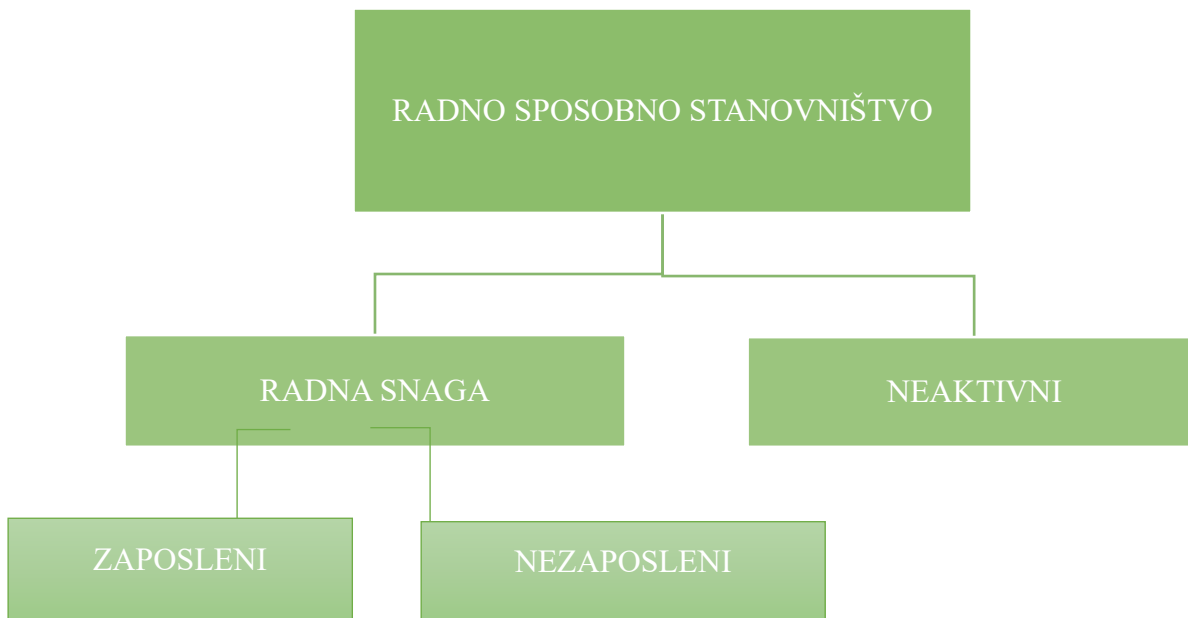 RADNO SPOSOBNO STANOVNIŠTVO
RADNA SNAGA
NEAKTIVNI
ZAPOSLENI
NEZAPOSLENI